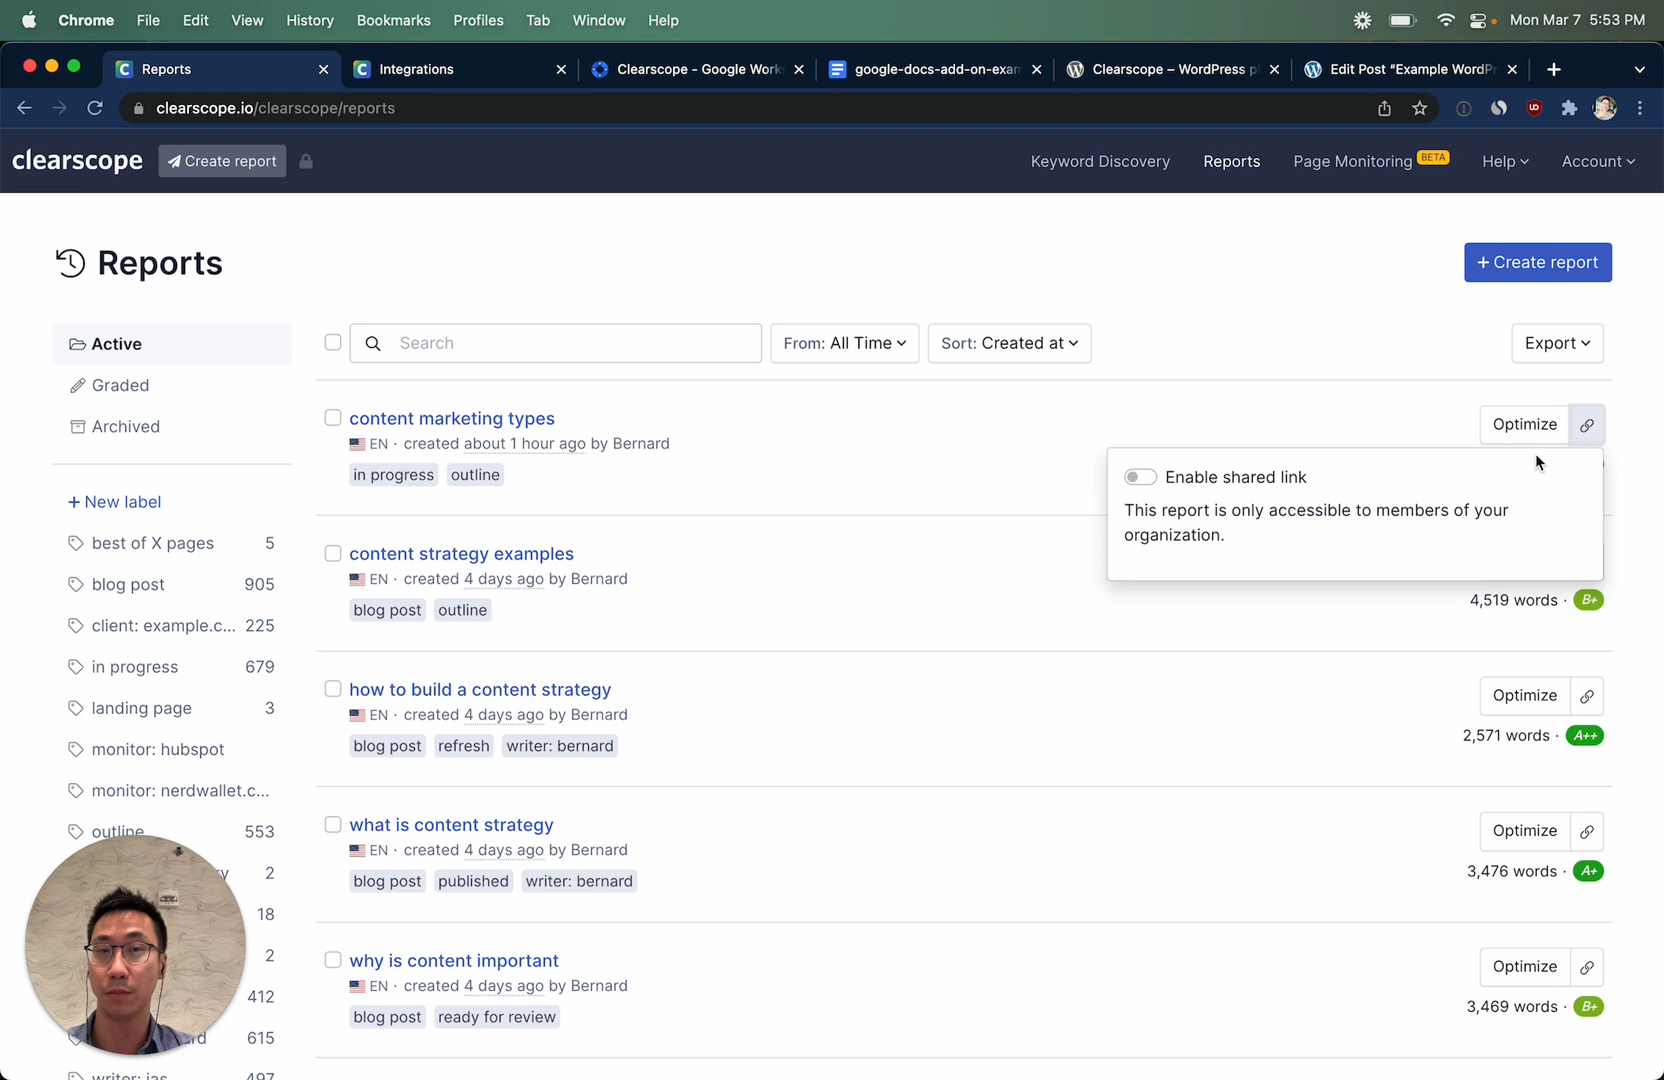 Chrome File Edit View History Bookmarks Profiles Tab Window Help Mon Mar 7 5:53 PM
Reports Integrations Clearscope - Google Work google-docs-add-on-exam Clearscope – WordPress pl Edit Post “Example WordPr
clearscope.io/clearscope/reports
clearscope Create report Keyword Discovery Reports Page Monitoring BETA Help Account
Reports
+ Create report
Active
Graded
Archived
+ New label
best of X pages 5
blog post 905
client: example.c... 225
in progress 679
landing page 3
monitor: hubspot
monitor: nerdwallet.c...
outline 553
2
18
2
412
615
writer: jas 497
Search From: All Time Sort: Created at Export
content marketing types
EN · created about 1 hour ago by Bernard
in progress outline
Optimize
Enable shared link
This report is only accessible to members of your
organization.
content strategy examples
EN · created 4 days ago by Bernard
blog post outline
4,519 words · B+
how to build a content strategy
EN · created 4 days ago by Bernard
blog post refresh writer: bernard
Optimize
2,571 words · A++
what is content strategy
EN · created 4 days ago by Bernard
blog post published writer: bernard
Optimize
3,476 words · A+
why is content important
EN · created 4 days ago by Bernard
blog post ready for review
Optimize
3,469 words · B+